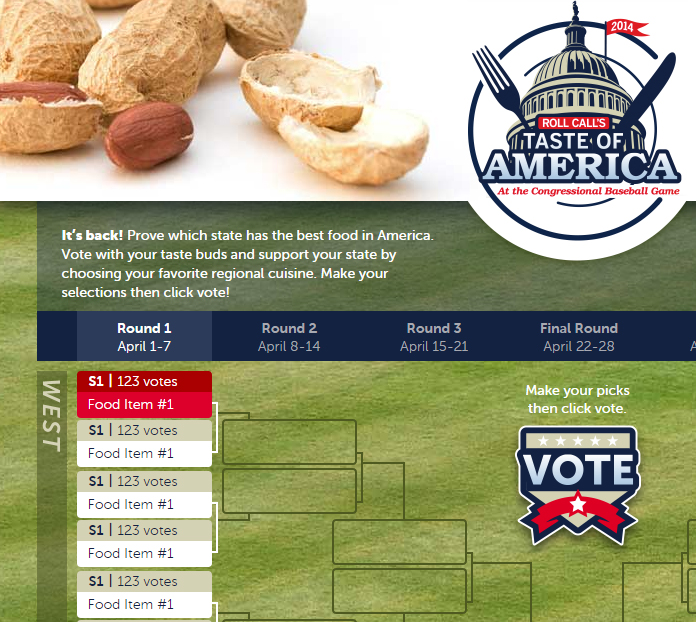 2014
ROLL CALL'S
TASTE OF
AMERICA
At the Congressional Baseball Game
It's back! Prove which state has the best food in America.
Vote with your taste buds and support your state by
choosing your favorite regional cuisine. Make your
selections then click vote!
Round 1
April 1-7
Round 2
April 8-14
Round 3
April 15-21
Final Round
April 22-28
A
WEST
S1 | 123 votes
Food Item #1
S1 | 123 votes
Food Item #1
S1 | 123 votes
Food Item #1
S1 | 123 votes
Food Item #1
S1 | 123 votes
Food Item #1
Make your picks
then click vote.
VOTE